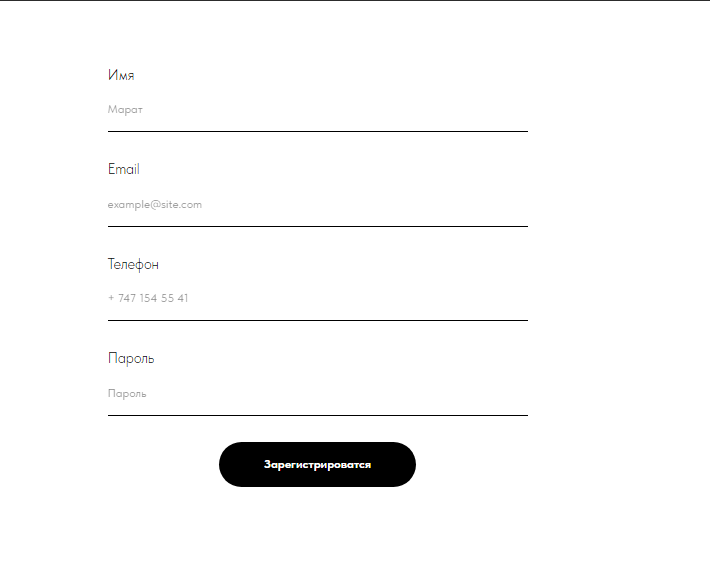 Имя
Марат
Email
example@site.com
Телефон
+ 747 154 55 41
Пароль
Пароль
Зарегистрироватся